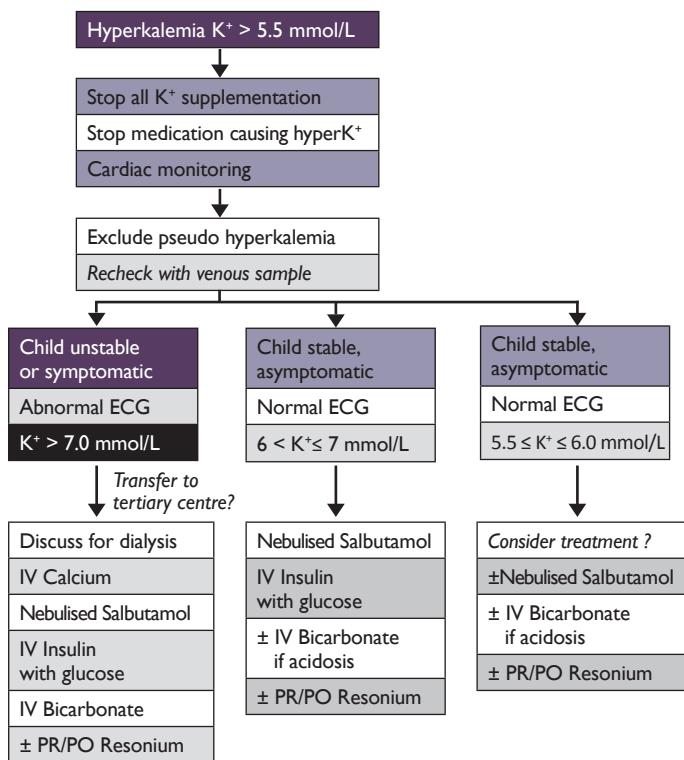 Hyperkalemia K⁺ > 5.5 mmol/L
Stop all K⁺ supplementation
Stop medication causing hyperK⁺
Cardiac monitoring
Exclude pseudo hyperkalemia
Recheck with venous sample
Child unstable
or symptomatic
Abnormal ECG
K⁺ > 7.0 mmol/L
Child stable,
asymptomatic
Normal ECG
6 < K⁺≤ 7 mmol/L
Child stable,
asymptomatic
Normal ECG
5.5 ≤ K⁺ ≤ 6.0 mmol/L
Transfer to
tertiary centre?
Discuss for dialysis
IV Calcium
Nebulised Salbutamol
IV Insulin
with glucose
IV Bicarbonate
± PR/PO Resonium
Nebulised Salbutamol
IV Insulin
with glucose
± IV Bicarbonate
if acidosis
± PR/PO Resonium
Consider treatment ?
±Nebulised Salbutamol
± IV Bicarbonate
if acidosis
± PR/PO Resonium